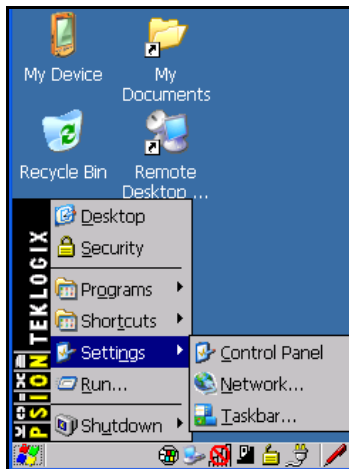 My Device
My
Documents
Recycle Bin
Remote
Desktop ...
Desktop
Security
Programs
Shortcuts
Settings
Run...
Shutdown
Control Panel
Network...
Taskbar...
PSION TEKLOGIX